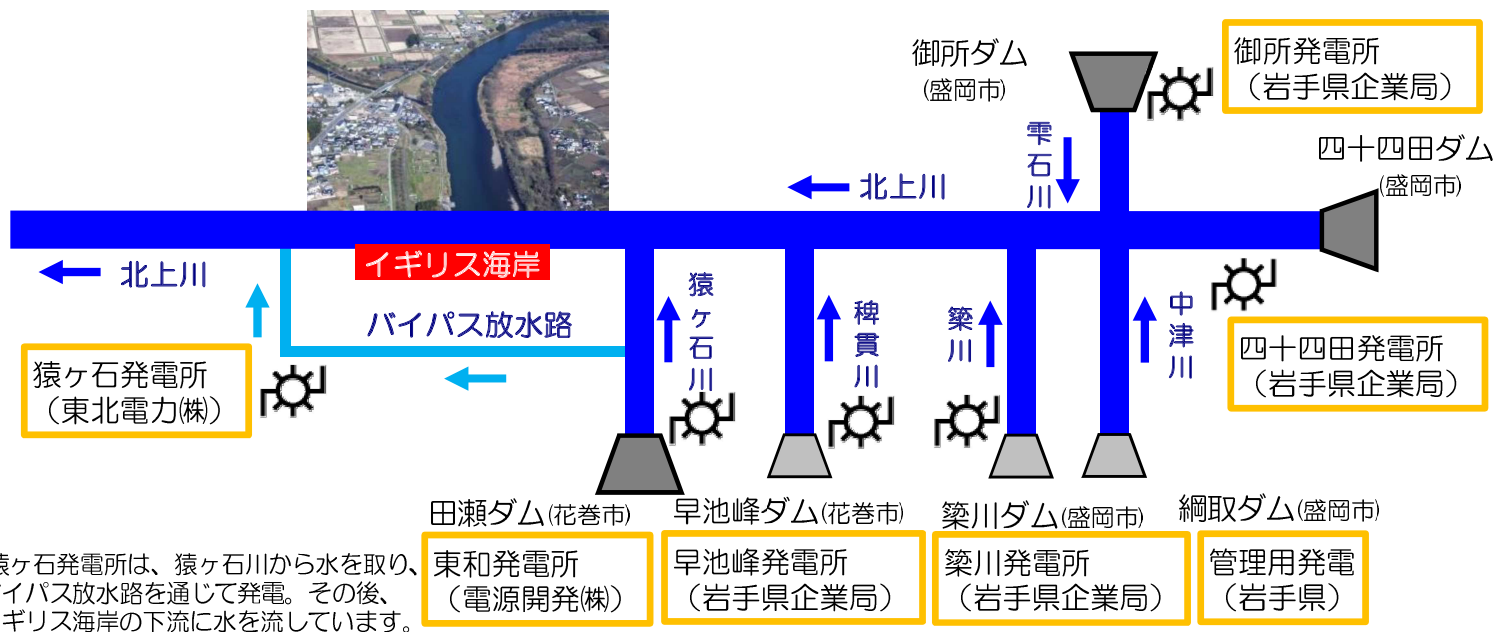 御所ダム
(盛岡市)
御所発電所
（岩手県企業局）
四十四田ダム
(盛岡市)
雫石川
北上川
イギリス海岸
北上川
バイパス放水路
猿ヶ石川
稗貫川
簗川
中津川
四十四田発電所
（岩手県企業局）
猿ヶ石発電所
（東北電力㈱）
田瀬ダム(花巻市)
早池峰ダム(花巻市)
簗川ダム(盛岡市)
綱取ダム(盛岡市)
東和発電所
（電源開発㈱）
早池峰発電所
（岩手県企業局）
簗川発電所
（岩手県企業局）
管理用発電
（岩手県）
猿ヶ石発電所は、猿ヶ石川から水を取り、
バイパス放水路を通じて発電。その後、
イギリス海岸の下流に水を流しています。